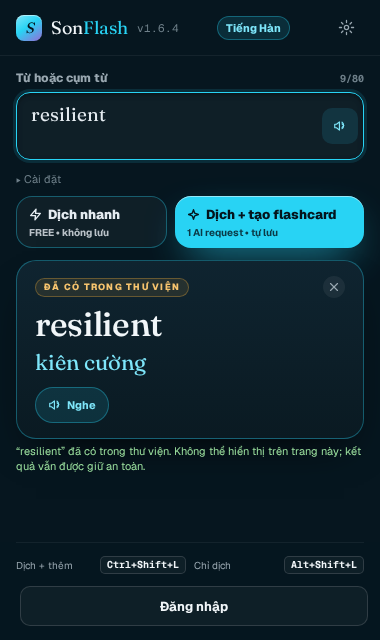 S SonFlash v1.6.4 Tiếng Hàn
Từ hoặc cụm từ 9/80
resilient
▸ Cài đặt
Dịch nhanh
FREE • không lưu
Dịch + tạo flashcard
1 AI request • tự lưu
ĐÃ CÓ TRONG THƯ VIỆN
resilient
kiên cường
Nghe
“resilient” đã có trong thư viện. Không thể hiển thị trên trang này; kết
quả vẫn được giữ an toàn.
Dịch + thêm Ctrl+Shift+L Chỉ dịch Alt+Shift+L
Đăng nhập